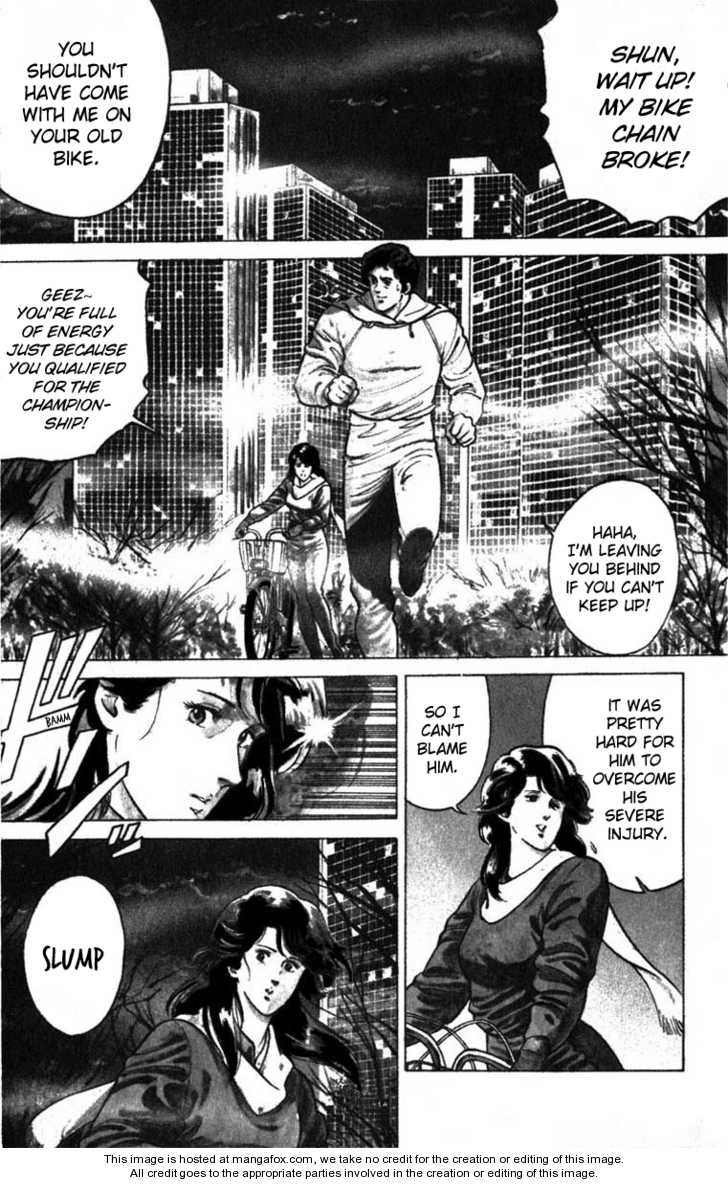 SHUN,
WAIT UP!
MY BIKE
CHAIN
BROKE!
YOU
SHOULDN'T
HAVE COME
WITH ME ON
YOUR OLD
BIKE.
GEEZ~
YOU'RE FULL
OF ENERGY
JUST BECAUSE
YOU QUALIFIED
FOR THE
CHAMPION-
SHIP!
HAHA,
I'M LEAVING
YOU BEHIND
IF YOU CAN'T
KEEP UP!
IT WAS
PRETTY
HARD FOR
HIM TO
OVERCOME
HIS
SEVERE
INJURY.
SO I
CAN'T
BLAME
HIM.
BAMM
SLUMP
This image is hosted at mangafox.com, we take no credit for the creation or editing of this image.
All credit goes to the appropriate parties involved in the creation or editing of this image.